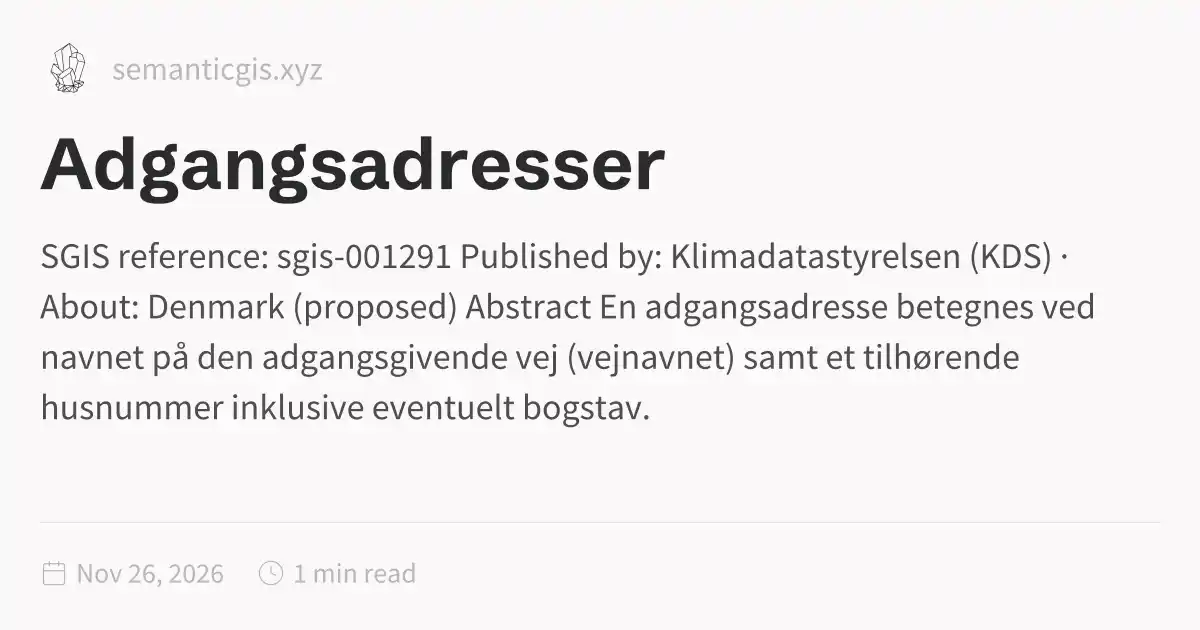 semanticgis.xyz
Adgangsadresser
SGIS reference: sgis-001291 Published by: Klimadatastyrelsen (KDS) ·
About: Denmark (proposed) Abstract En adgangsadresse betegnes ved
navnet på den adgangsgivende vej (vejnavnet) samt et tilhørende
husnummer inklusive eventuelt bogstav.
Nov 26, 2026 1 min read